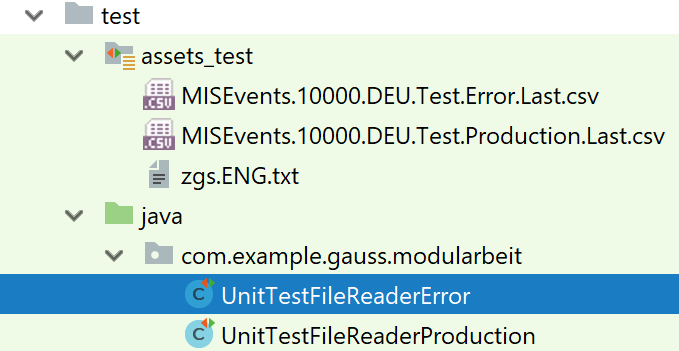 test
assets_test
MISEvents.10000.DEU.Test.Error.Last.csv
MISEvents.10000.DEU.Test.Production.Last.csv
zgs.ENG.txt
java
com.example.gauss.modularbeit
UnitTestFileReaderError
UnitTestFileReaderProduction